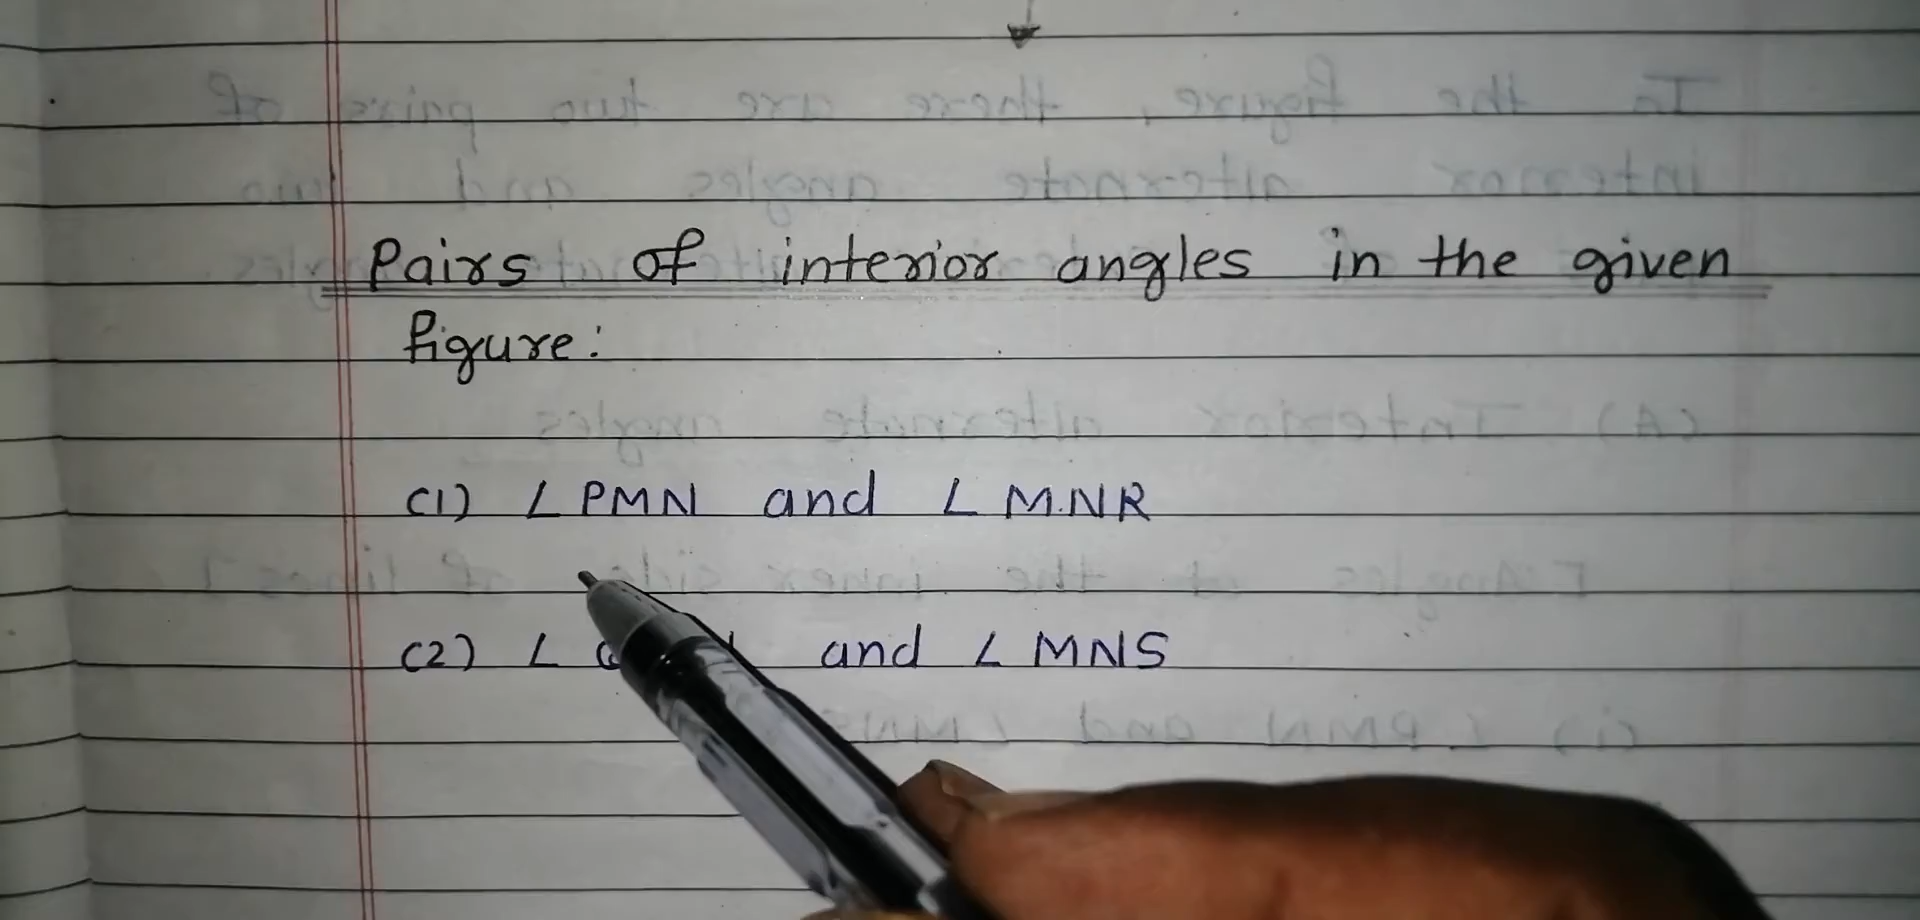 Pairs of interior angles in the given
figure:
(1) ∠ PMN and ∠ MNR
(2) ∠ and ∠ MNS